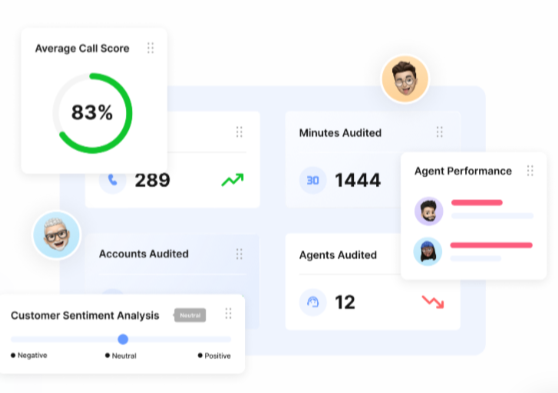 Average Call Score
83%
289
Minutes Audited
30
1444
Agent Performance
Accounts Audited
Agents Audited
12
Customer Sentiment Analysis
Neutral
Negative
Neutral
Positive